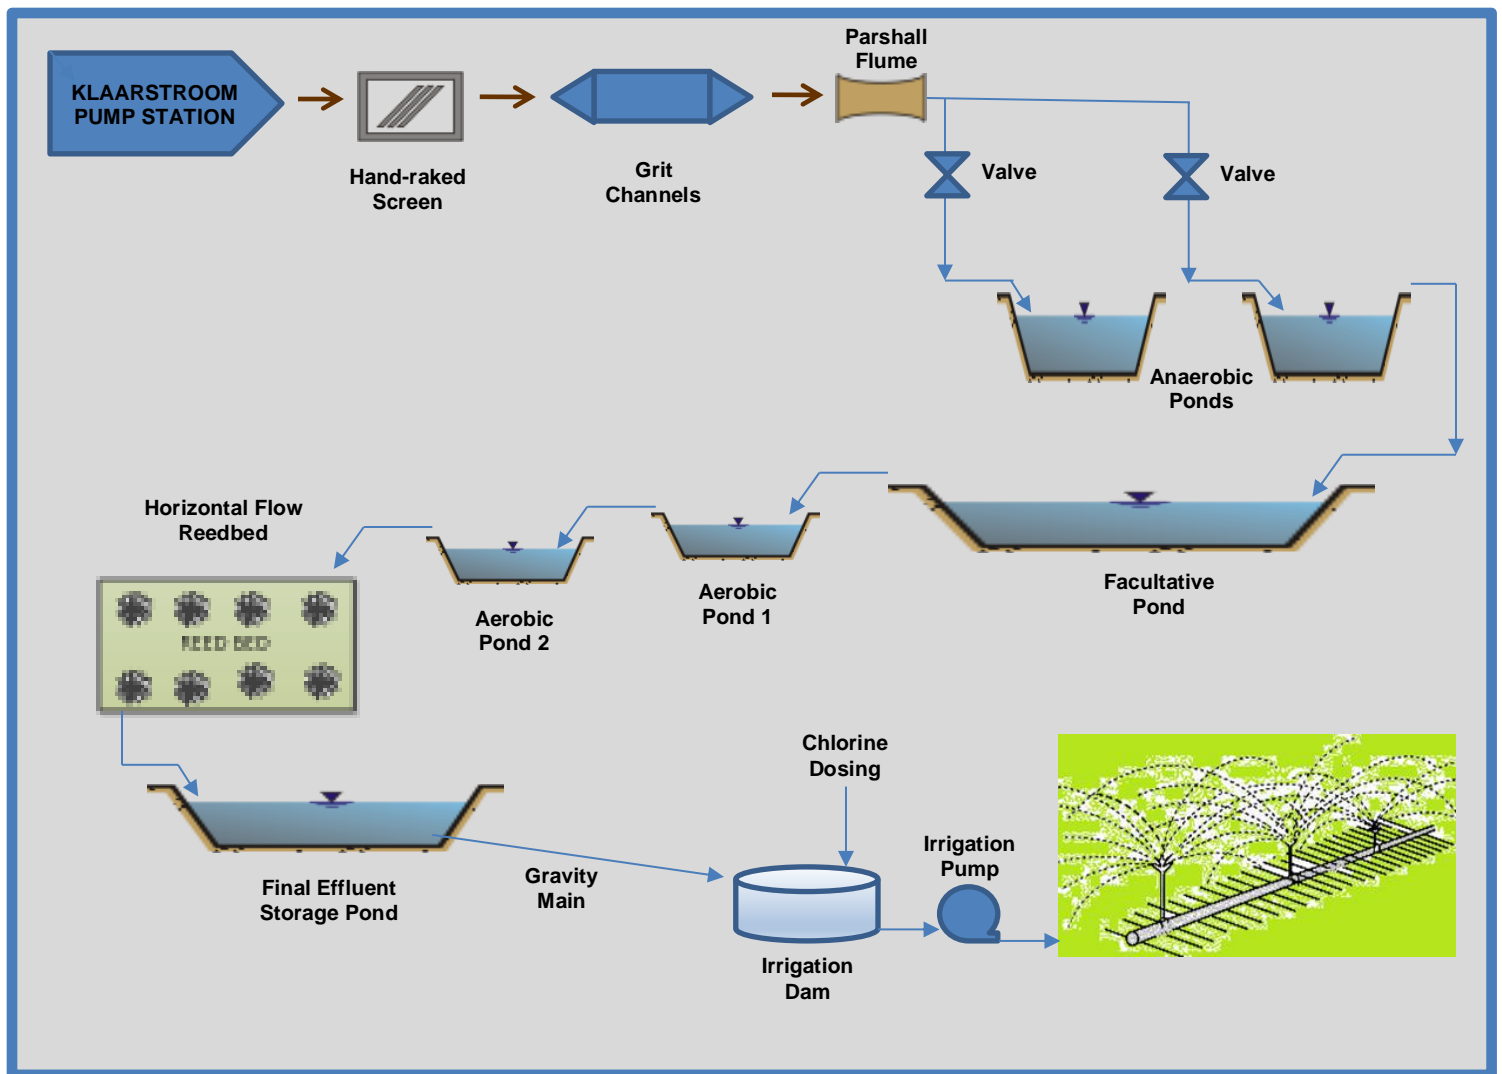 Parshall
Flume
KLAARSTROOM
PUMP STATION
Hand-raked
Screen
Grit
Channels
Valve
Valve
Anaerobic
Ponds
Horizontal Flow
Reedbed
REED BED
Aerobic
Pond 2
Aerobic
Pond 1
Facultative
Pond
Final Effluent
Storage Pond
Gravity
Main
Chlorine
Dosing
Irrigation
Dam
Irrigation
Pump